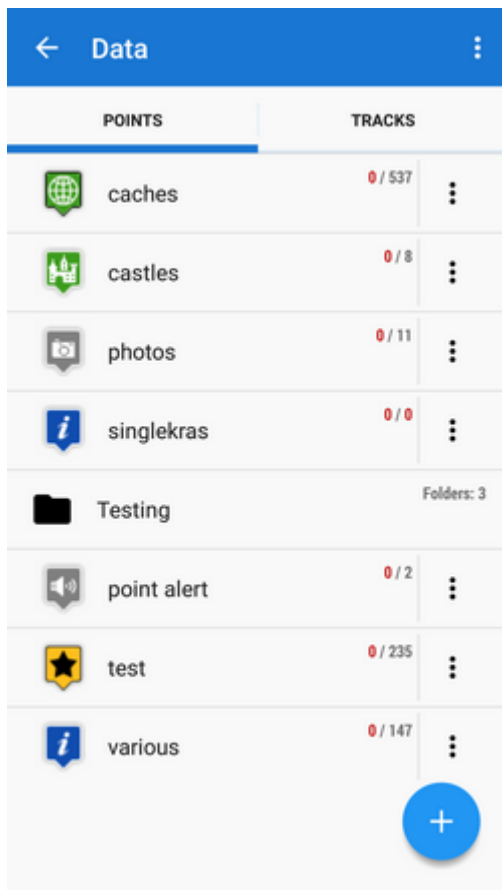 Data
POINTS TRACKS
caches 0 / 537
castles 0 / 8
photos 0 / 11
singlekras 0 / 0
Testing Folders: 3
point alert 0 / 2
test 0 / 235
various 0 / 147